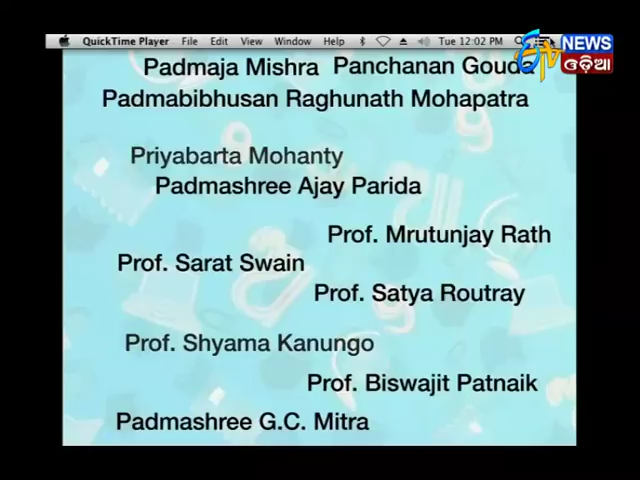 QuickTime Player File Edit View Window Help Tue 12:02 PM
ETV NEWS
ଓଡ଼ିଆ
Padmaja Mishra Panchanan Gouda
Padmabibhusan Raghunath Mohapatra
Priyabarta Mohanty
Padmashree Ajay Parida
Prof. Mrutunjay Rath
Prof. Sarat Swain
Prof. Satya Routray
Prof. Shyama Kanungo
Prof. Biswajit Patnaik
Padmashree G.C. Mitra